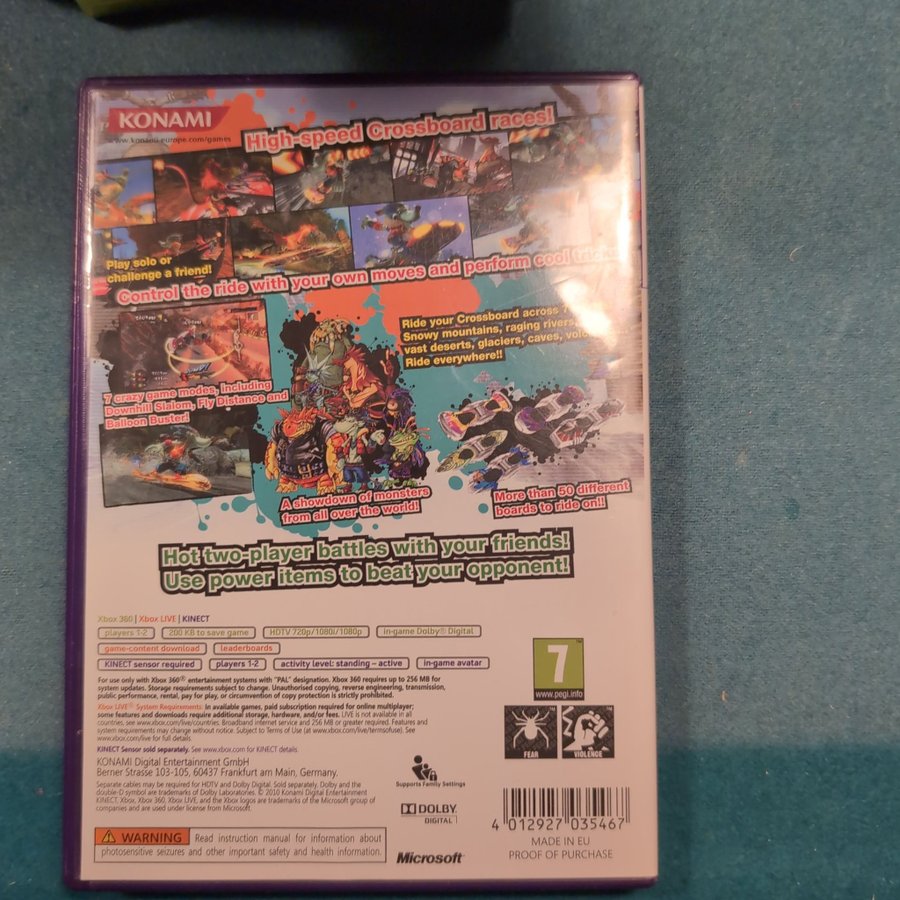 KONAMI
www.konami-europe.com/games
High-speed Crossboard races!
Play solo or
challenge a friend!
Control the ride with your own moves and perform cool tricks
Ride your Crossboard across 7
Snowy mountains, raging rivers,
vast deserts, glaciers, caves,
Ride everywhere!!
7 crazy game modes, including
Downhill Slalom, Fly Distance and
Balloon Buster!
A showdown of monsters
from all over the world!
More than 50 different
boards to ride on!!
Hot two-player battles with your friends!
Use power items to beat your opponent!
Xbox 360 | Xbox LIVE | KINECT
players 1-2 200 KB to save game HDTV 720p/1080i/1080p in-game Dolby® Digital
game-content download leaderboards
KINECT sensor required players 1-2 activity level: standing – active in-game avatar
For use only with Xbox 360® entertainment systems with "PAL" designation. Xbox 360 requires up to 256 MB for
system updates. Storage requirements subject to change. Unauthorised copying, reverse engineering, transmission,
public performance, rental, pay for play, or circumvention of copy protection is strictly prohibited.
Xbox LIVE® System Requirements: In available games, paid subscription required for online multiplayer;
some features and downloads require additional storage, hardware, and/or fees. LIVE is not available in all
countries, see www.xbox.com/live/countries. Broadband internet service and 256 MB or greater required. Features and
system requirements may change without notice. Subject to Terms of Use (at www.xbox.com/live/termsofuse). See
www.xbox.com/live for full details.
KINECT Sensor sold separately. See www.xbox.com for KINECT details.
KONAMI Digital Entertainment GmbH
Berner Strasse 103-105, 60437 Frankfurt am Main, Germany.
Separate cables may be required for HDTV and Dolby Digital. Sold separately. Dolby and the
double-D symbol are trademarks of Dolby Laboratories. © 2010 Konami Digital Entertainment
KINECT, Xbox, Xbox 360, Xbox LIVE, and the Xbox logos are trademarks of the Microsoft group of
companies and are used under license from Microsoft.
WARNING Read instruction manual for information about
photosensitive seizures and other important safety and health information.
Supports Family Settings
DOLBY
DIGITAL
Microsoft®
7
www.pegi.info
FEAR
VIOLENCE
4 012927 035467
MADE IN EU
PROOF OF PURCHASE